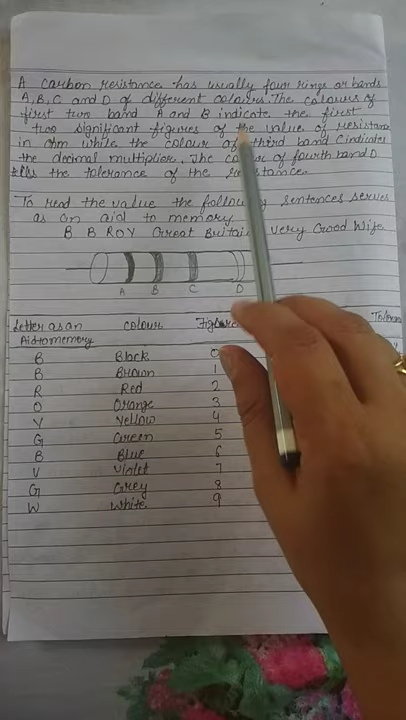 A carbon resistance has usually four rings or bands
A, B, C and D of different colours. The colours of
first two band A and B indicate the first
two significant figures of the value of resistance
in ohm while the colour of third band C indicates
the decimal multiplier. The colour of fourth band D
tells the tolerance of the resistance.
To read the value the following sentences serves
as an aid to memory
B B ROY Great Britain Very Good Wife
A B C D
Letter as an Aid to memory Colour Figure Toleran
B Black 0
B Brown 1
R Red 2
O Orange 3
Y Yellow 4
G Green 5
B Blue 6
V Violet 7
G Grey 8
W White 9